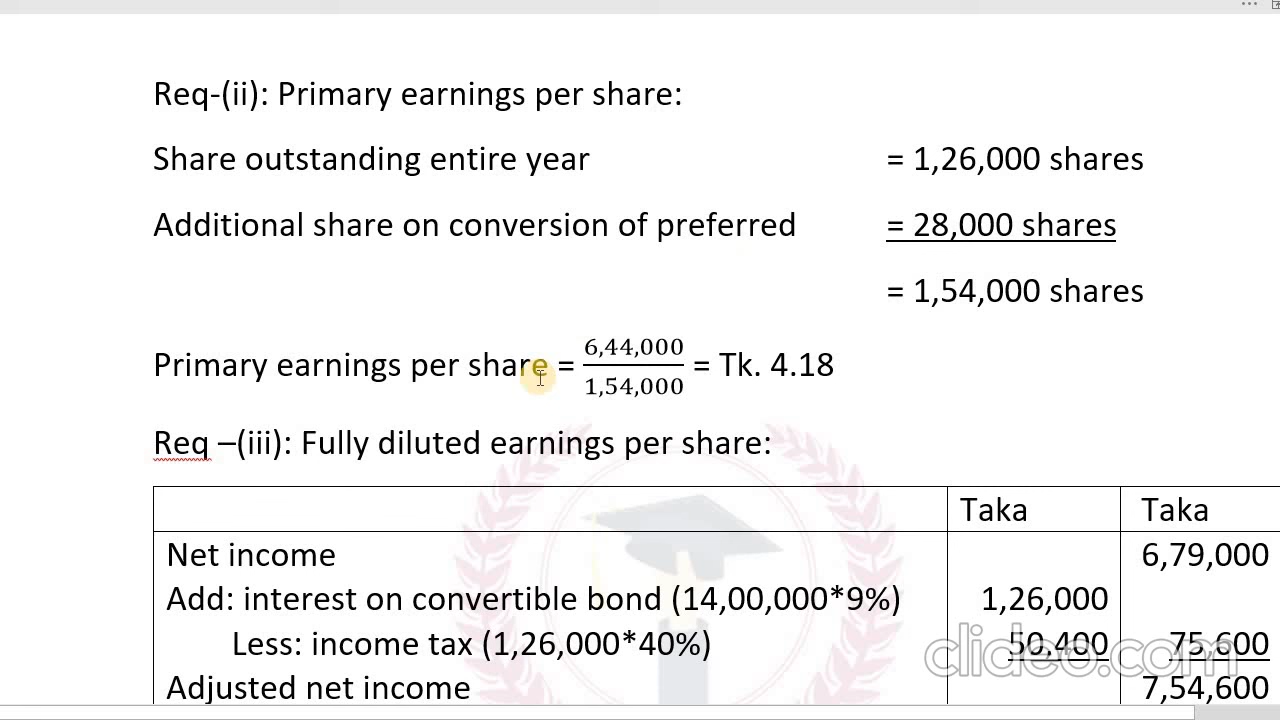 Req-(ii): Primary earnings per share:
Share outstanding entire year = 1,26,000 shares
Additional share on conversion of preferred = 28,000 shares
= 1,54,000 shares
Primary earnings per share = 6,44,000 / 1,54,000 = Tk. 4.18
Req –(iii): Fully diluted earnings per share:
Taka Taka
Net income 6,79,000
Add: interest on convertible bond (14,00,000*9%) 1,26,000
Less: income tax (1,26,000*40%) 50,400 75,600
Adjusted net income 7,54,600
clideo.com